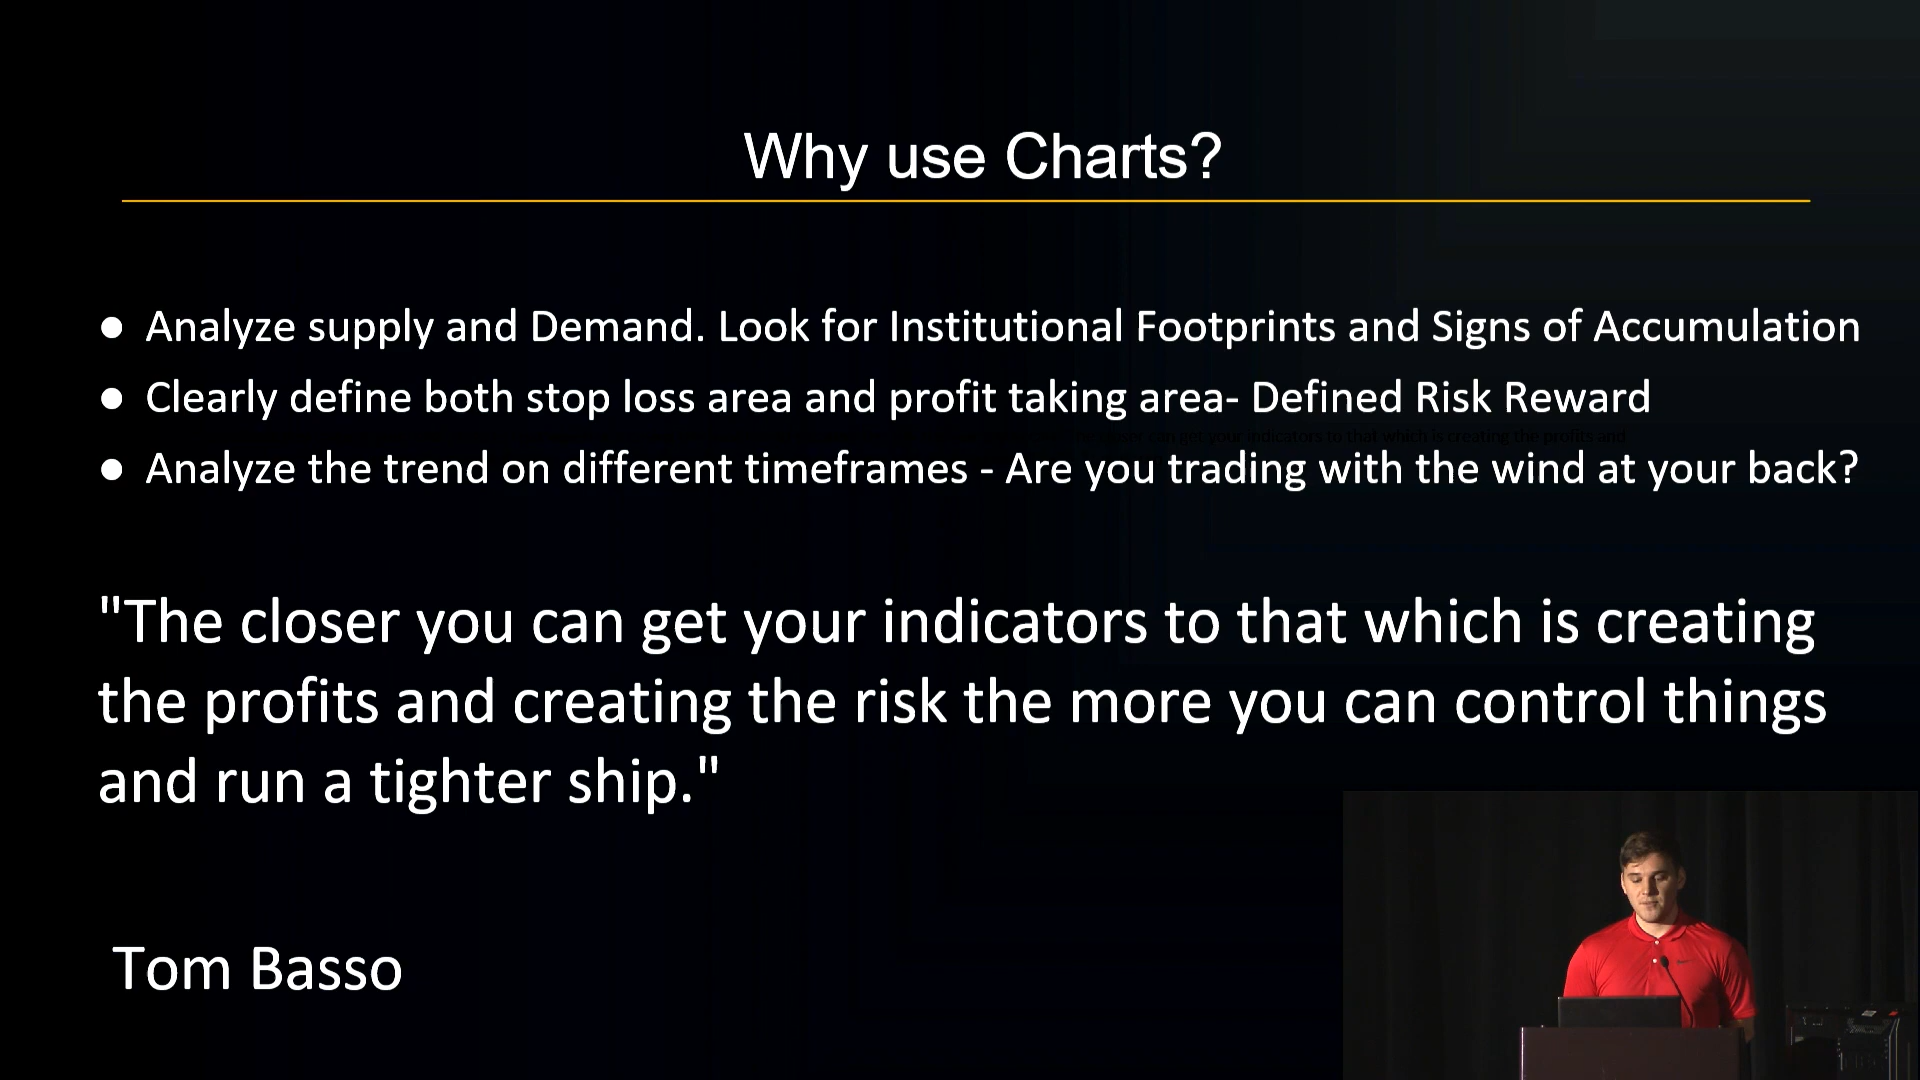 Why use Charts?
● Analyze supply and Demand. Look for Institutional Footprints and Signs of Accumulation
● Clearly define both stop loss area and profit taking area- Defined Risk Reward
● Analyze the trend on different timeframes - Are you trading with the wind at your back?
"The closer you can get your indicators to that which is creating
the profits and creating the risk the more you can control things
and run a tighter ship."
Tom Basso